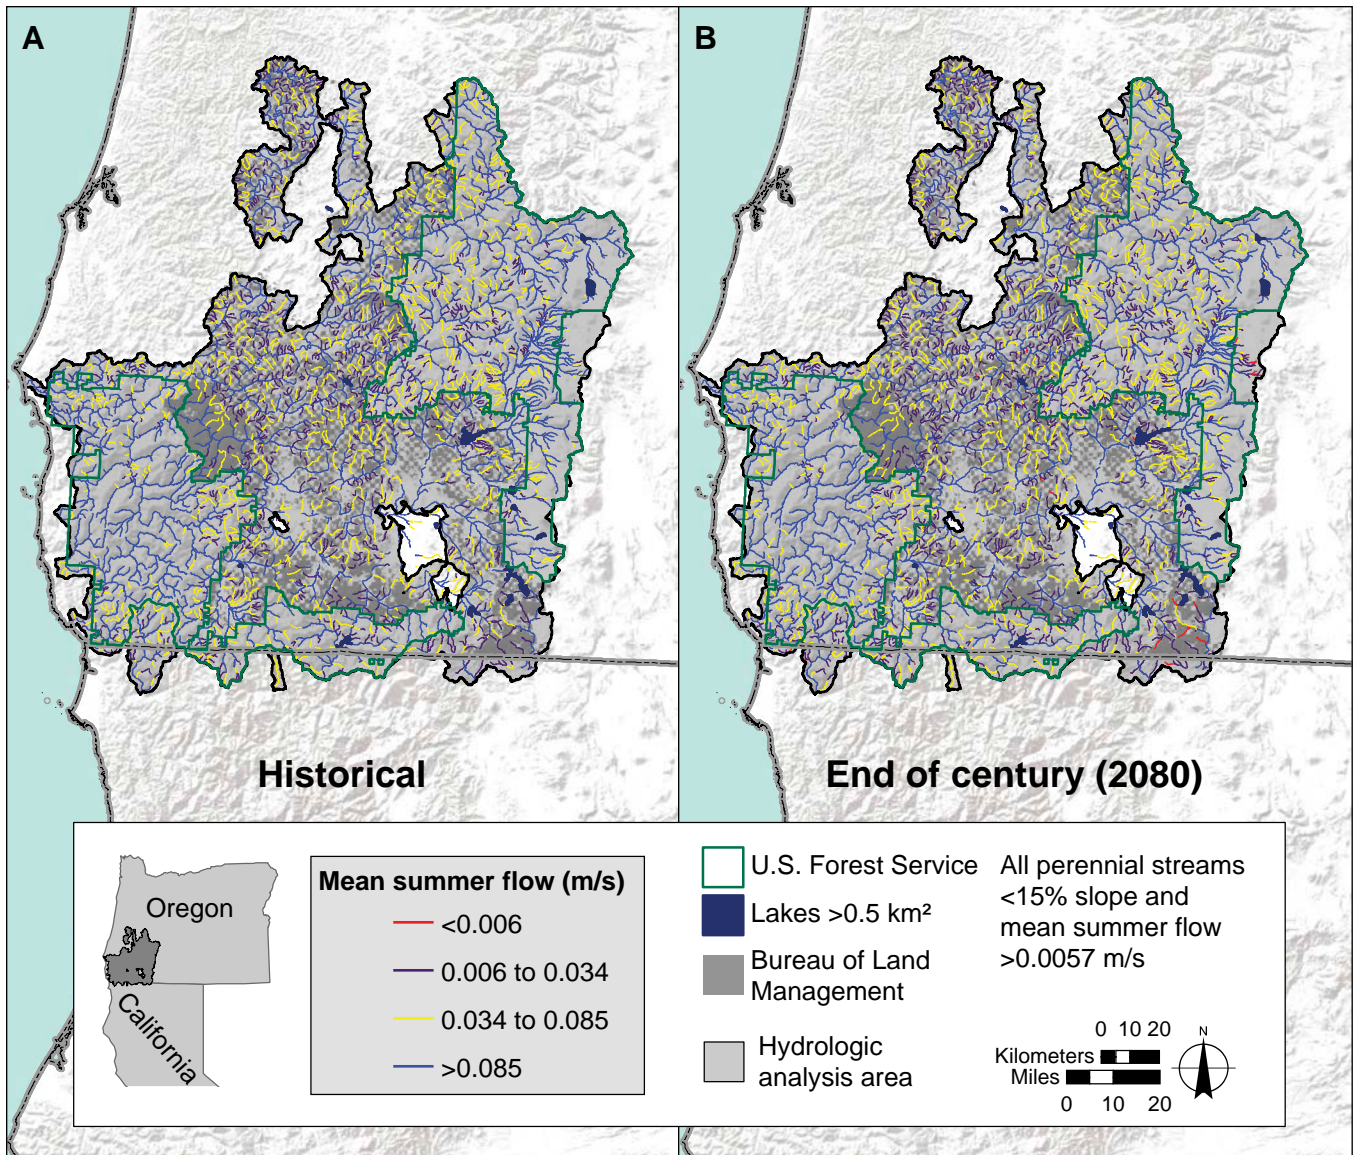 A
B
Historical
End of century (2080)
Oregon
California
Mean summer flow (m/s)
<0.006
0.006 to 0.034
0.034 to 0.085
>0.085
U.S. Forest Service
Lakes >0.5 km²
Bureau of Land
Management
Hydrologic
analysis area
All perennial streams
<15% slope and
mean summer flow
>0.0057 m/s
0 10 20
Kilometers
Miles
0 10 20
N